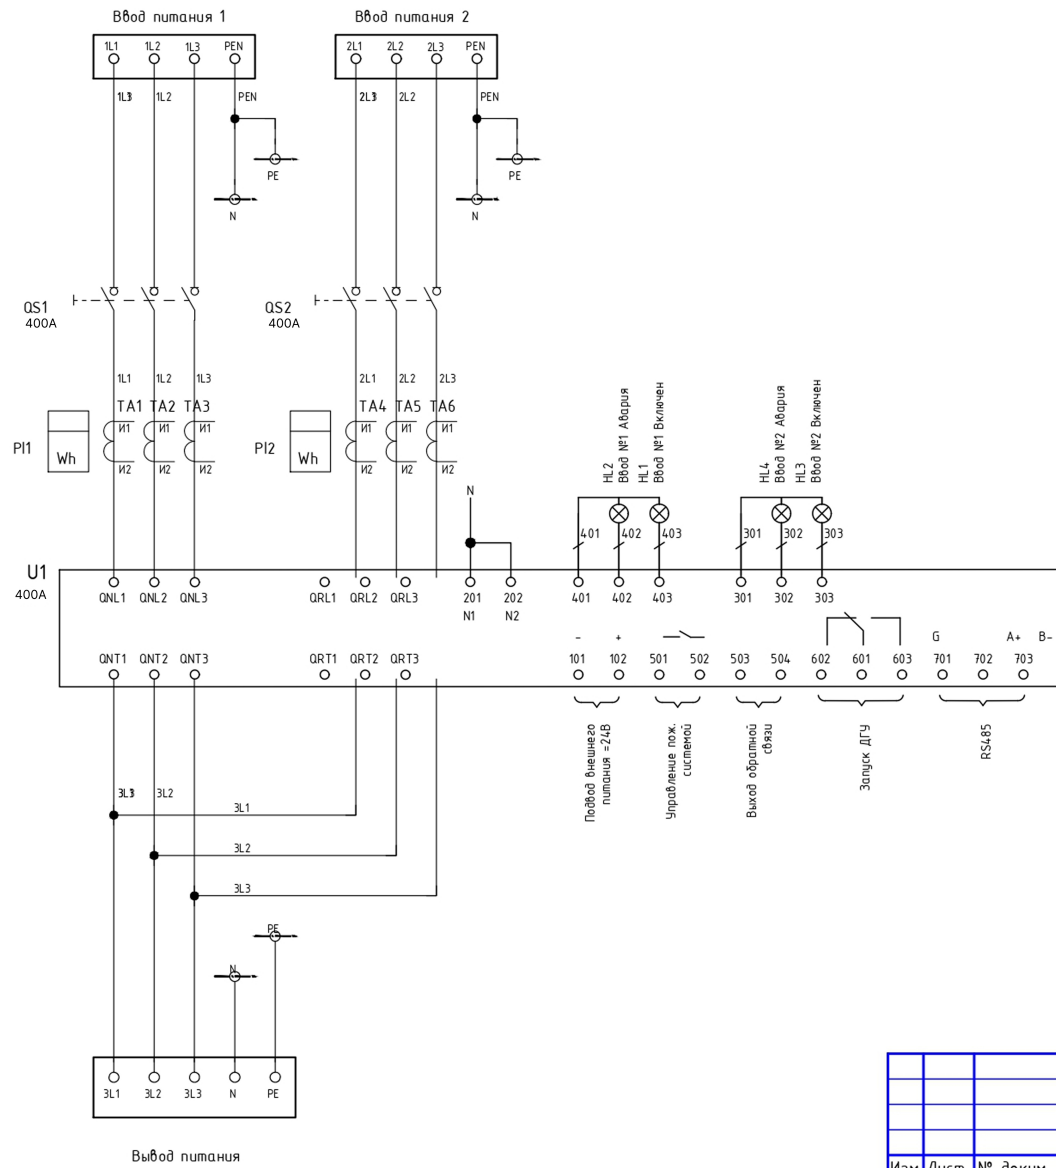 Ввод питания 1
Ввод питания 2
1L1 1L2 1L3 PEN
2L1 2L2 2L3 PEN
1L2 PEN
2L2 PEN
PE
N
PE
N
QS1
400A
QS2
400A
1L1 1L2 1L3
2L1 2L2 2L3
TA1 TA2 TA3
TA4 TA5 TA6
И1 И1 И1
И1 И1 И1
PI1
Wh
PI2
Wh
И2 И2 И2
И2 И2 И2
N
HL2
Ввод №1 Авария
HL1
Ввод №1 Включен
HL4
Ввод №2 Авария
HL3
Ввод №2 Включен
401 402 403
301 302 303
U1
400A
QNL1 QNL2 QNL3
QRL1 QRL2 QRL3
201 202
N1 N2
401 402 403
301 302 303
- +
G A+ B-
QNT1 QNT2 QNT3
QRT1 QRT2 QRT3
101 102 501 502 503 504 602 601 603 701 702 703
Подвод внешнего
питания =24В
Управление пож.
системой
Выход обратной
связи
Запуск ДГУ
RS485
3L2
3L1
3L2
3L3
PE
N
3L1 3L2 3L3 N PE
Вывод питания
Изм Лист № докум.